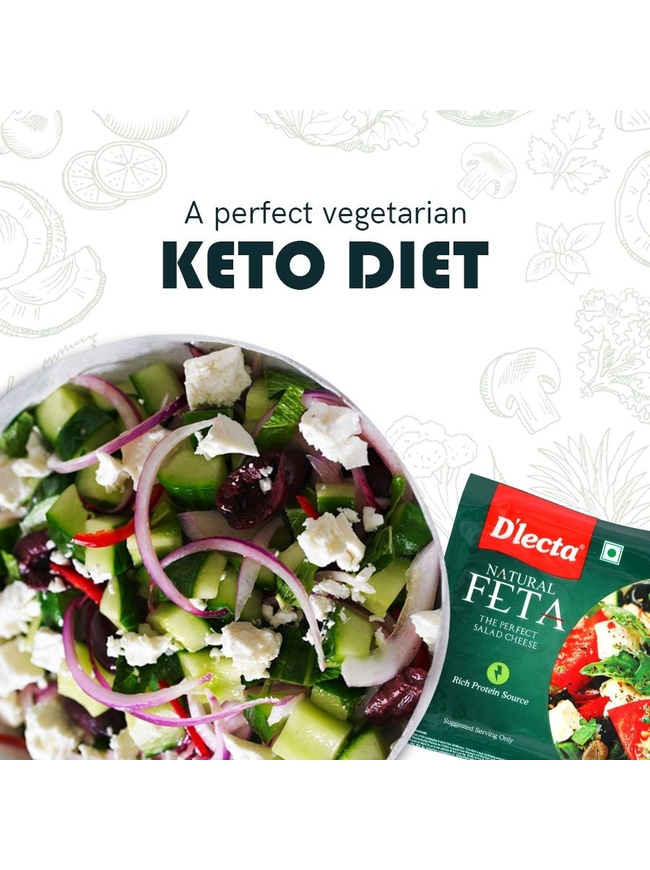 A perfect vegetarian
KETO DIET
D'lecta®
NATURAL
FETA
THE PERFECT
SALAD CHEESE
Rich Protein Source
Suggested Serving Only